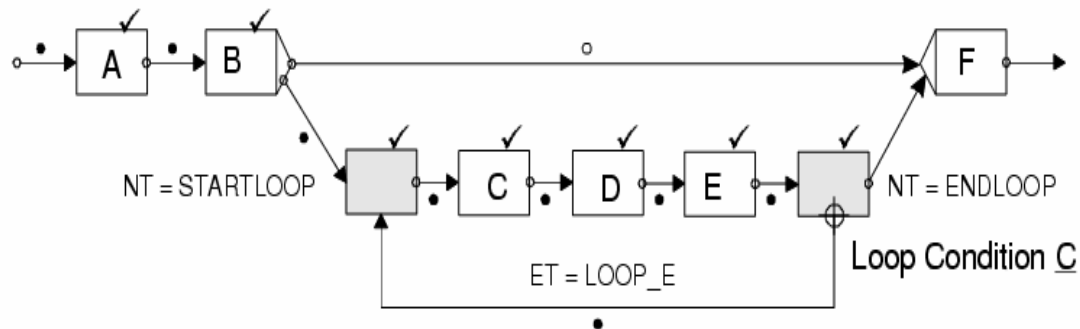 A
B
F
NT = STARTLOOP
C
D
E
NT = ENDLOOP
Loop Condition C
ET = LOOP_E